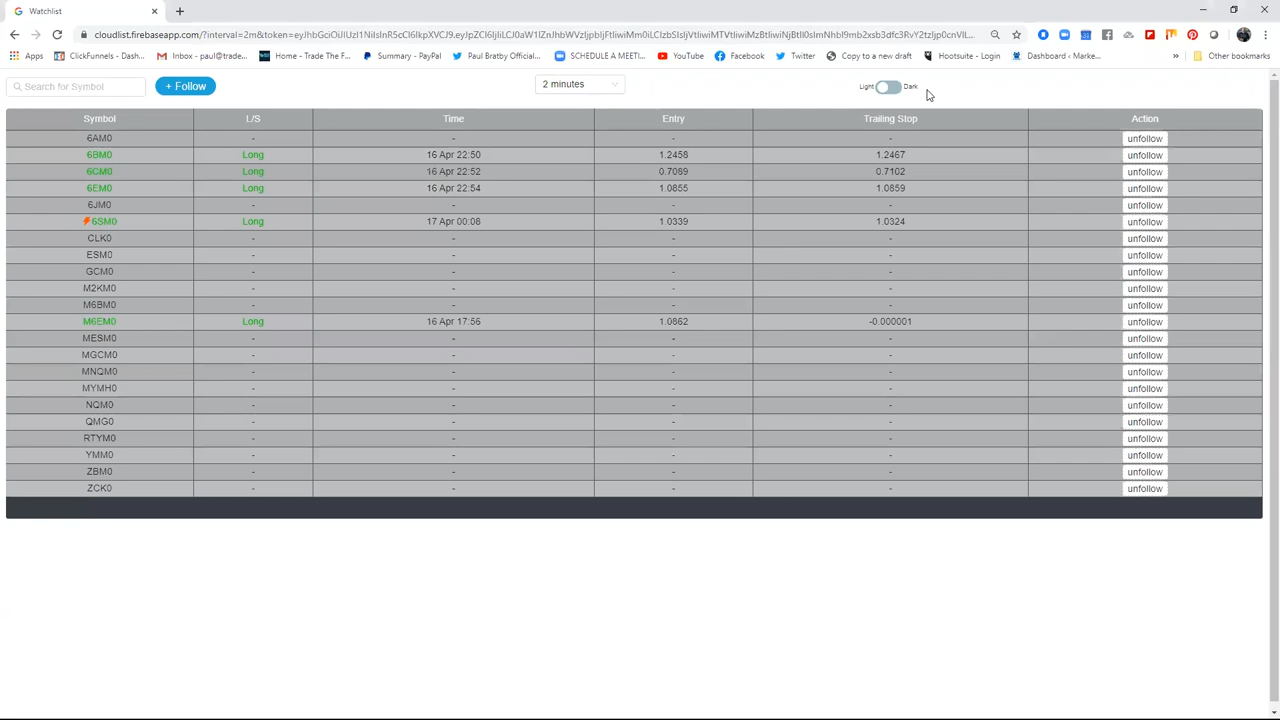 Watchlist
Apps ClickFunnels - Dash... Inbox - paul@trade... Home - Trade The F... Summary - PayPal Paul Bratby Official... SCHEDULE A MEETI... YouTube Facebook Twitter Copy to a new draft Hootsuite - Login Dashboard ‹ Marke... » Other bookmarks
Search for Symbol + Follow 2 minutes Light Dark
Symbol L/S Time Entry Trailing Stop Action
6AM0 - - - - unfollow
6BM0 Long 16 Apr 22:50 1.2458 1.2467 unfollow
6CM0 Long 16 Apr 22:52 0.7089 0.7102 unfollow
6EM0 Long 16 Apr 22:54 1.0855 1.0859 unfollow
6JM0 - - - - unfollow
6SM0 Long 17 Apr 00:08 1.0339 1.0324 unfollow
CLK0 - - - - unfollow
ESM0 - - - - unfollow
GCM0 - - - - unfollow
M2KM0 - - - - unfollow
M6BM0 - - - - unfollow
M6EM0 Long 16 Apr 17:56 1.0862 -0.000001 unfollow
MESM0 - - - - unfollow
MGCM0 - - - - unfollow
MNQM0 - - - - unfollow
MYMH0 - - - - unfollow
NQM0 - - - - unfollow
QMG0 - - - - unfollow
RTYM0 - - - - unfollow
YMM0 - - - - unfollow
ZBM0 - - - - unfollow
ZCK0 - - - - unfollow